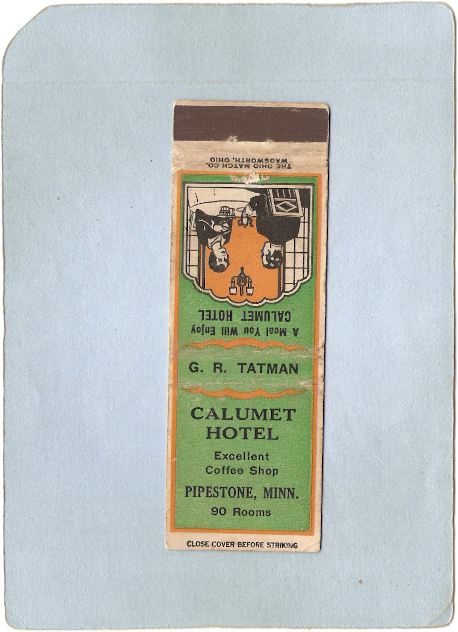 THE OHIO MATCH CO.
WADSWORTH, OHIO
A Meal You Will Enjoy
CALUMET HOTEL
G. R. TATMAN
CALUMET
HOTEL
Excellent
Coffee Shop
PIPESTONE, MINN.
90 Rooms
CLOSE COVER BEFORE STRIKING